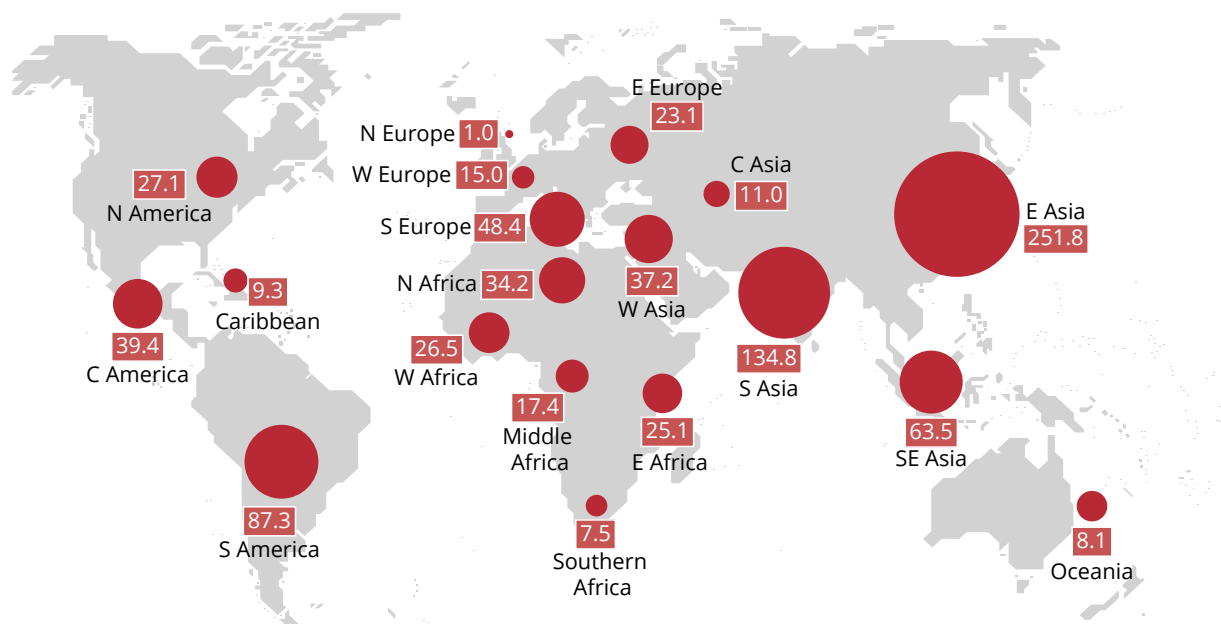 E Europe
23.1
N Europe 1.0
W Europe 15.0
C Asia
11.0
27.1
N America
S Europe 48.4
E Asia
251.8
N Africa 34.2
37.2
W Asia
9.3
Caribbean
39.4
C America
26.5
W Africa
134.8
S Asia
17.4
Middle
Africa
25.1
E Africa
63.5
SE Asia
87.3
S America
7.5
Southern
Africa
8.1
Oceania